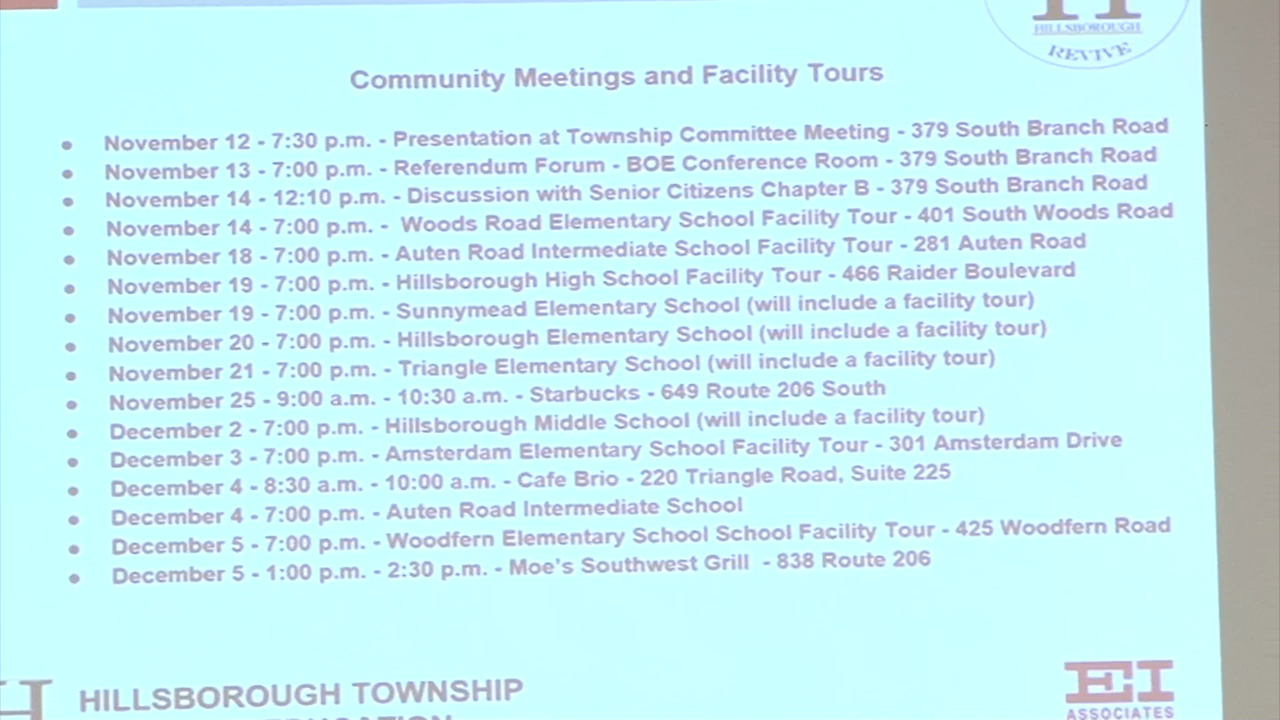 HILLSBOROUGH
REVIVE
Community Meetings and Facility Tours
• November 12 - 7:30 p.m. - Presentation at Township Committee Meeting - 379 South Branch Road
• November 13 - 7:00 p.m. - Referendum Forum - BOE Conference Room - 379 South Branch Road
• November 14 - 12:10 p.m. - Discussion with Senior Citizens Chapter B - 379 South Branch Road
• November 14 - 7:00 p.m. - Woods Road Elementary School Facility Tour - 401 South Woods Road
• November 18 - 7:00 p.m. - Auten Road Intermediate School Facility Tour - 281 Auten Road
• November 19 - 7:00 p.m. - Hillsborough High School Facility Tour - 466 Raider Boulevard
• November 19 - 7:00 p.m. - Sunnymead Elementary School (will include a facility tour)
• November 20 - 7:00 p.m. - Hillsborough Elementary School (will include a facility tour)
• November 21 - 7:00 p.m. - Triangle Elementary School (will include a facility tour)
• November 25 - 9:00 a.m. - 10:30 a.m. - Starbucks - 649 Route 206 South
• December 2 - 7:00 p.m. - Hillsborough Middle School (will include a facility tour)
• December 3 - 7:00 p.m. - Amsterdam Elementary School Facility Tour - 301 Amsterdam Drive
• December 4 - 8:30 a.m. - 10:00 a.m. - Cafe Brio - 220 Triangle Road, Suite 225
• December 4 - 7:00 p.m. - Auten Road Intermediate School
• December 5 - 7:00 p.m. - Woodfern Elementary School School Facility Tour - 425 Woodfern Road
• December 5 - 1:00 p.m. - 2:30 p.m. - Moe's Southwest Grill - 838 Route 206
H
HILLSBOROUGH TOWNSHIP
EI
ASSOCIATES